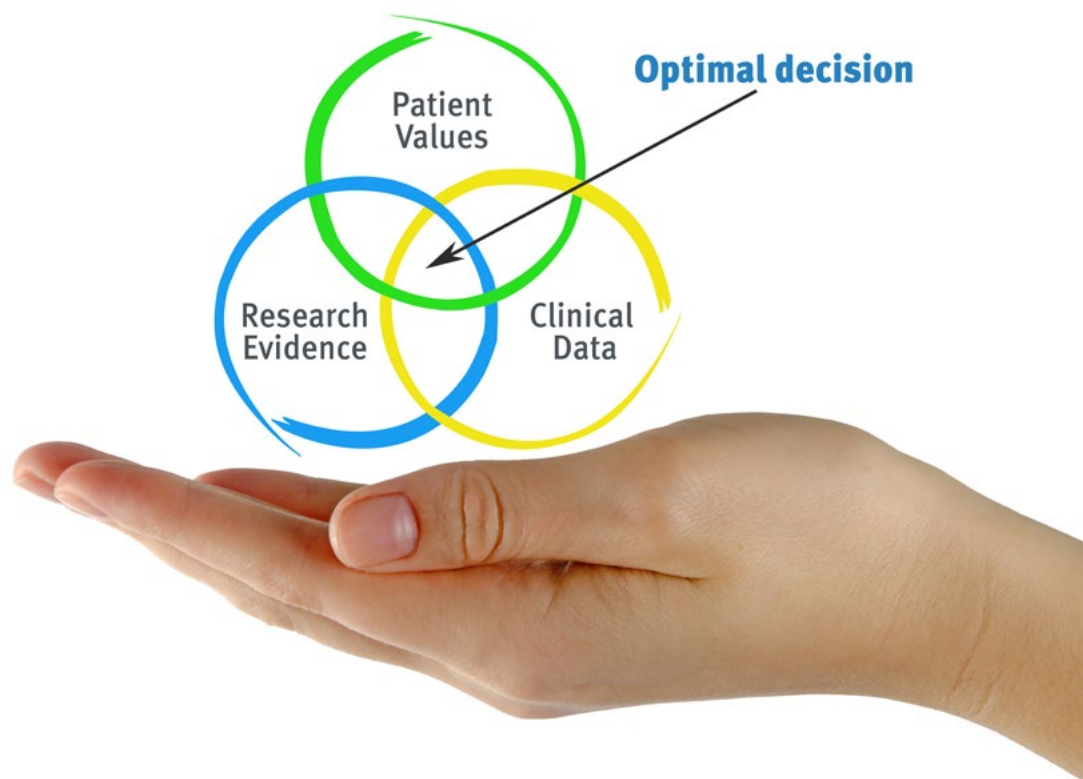 Optimal decision
Patient
Values
Research
Evidence
Clinical
Data